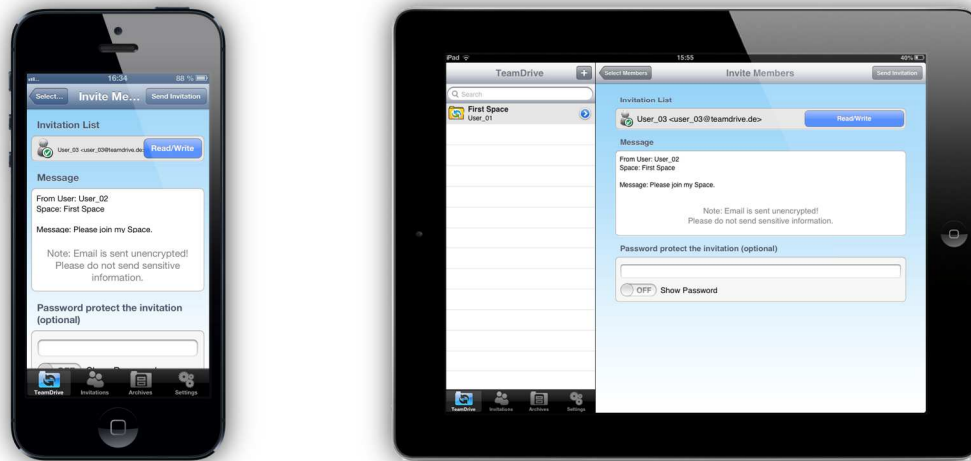 16:34
88 %
Select...
Invite Me...
Send Invitation
Invitation List
User_03 <user_03@teamdrive.de>
Read/Write
Message
From User: User_02
Space: First Space
Message: Please join my Space.
Note: Email is sent unencrypted!
Please do not send sensitive
information.
Password protect the invitation
(optional)
TeamDrive
Invitations
Archives
Settings
iPad
15:55
40%
TeamDrive
+
Select Members
Invite Members
Send Invitation
Search
First Space
User_01
Invitation List
User_03 <user_03@teamdrive.de>
Read/Write
Message
From User: User_02
Space: First Space
Message: Please join my Space.
Note: Email is sent unencrypted!
Please do not send sensitive information.
Password protect the invitation (optional)
OFF
Show Password
TeamDrive
Invitations
Archives
Settings